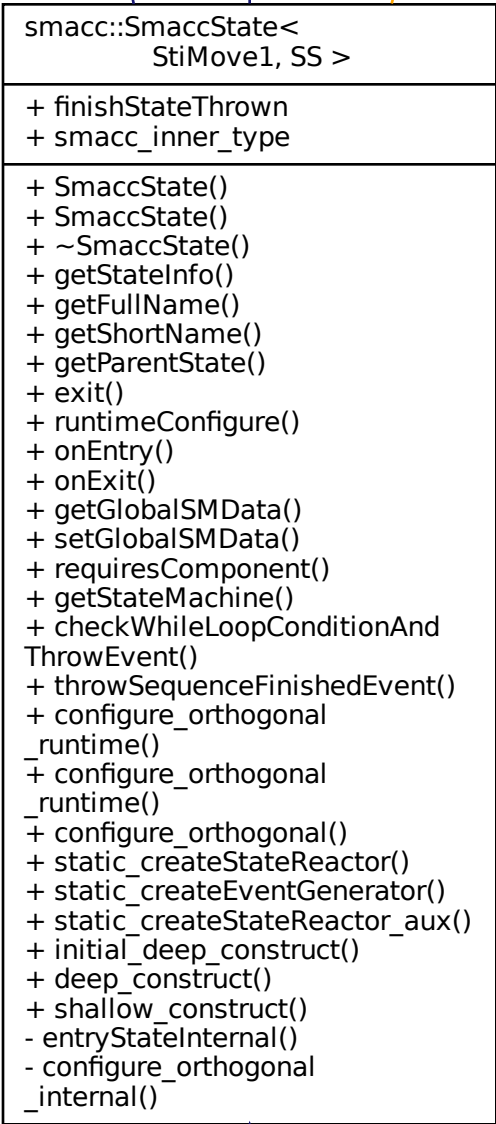 smacc::SmaccState<
StiMove1, SS >
+ finishStateThrown
+ smacc_inner_type
+ SmaccState()
+ SmaccState()
+ ~SmaccState()
+ getStateInfo()
+ getFullName()
+ getShortName()
+ getParentState()
+ exit()
+ runtimeConfigure()
+ onEntry()
+ onExit()
+ getGlobalSMData()
+ setGlobalSMData()
+ requiresComponent()
+ getStateMachine()
+ checkWhileLoopConditionAnd
ThrowEvent()
+ throwSequenceFinishedEvent()
+ configure_orthogonal
_runtime()
+ configure_orthogonal
_runtime()
+ configure_orthogonal()
+ static_createStateReactor()
+ static_createEventGenerator()
+ static_createStateReactor_aux()
+ initial_deep_construct()
+ deep_construct()
+ shallow_construct()
- entryStateInternal()
- configure_orthogonal
_internal()